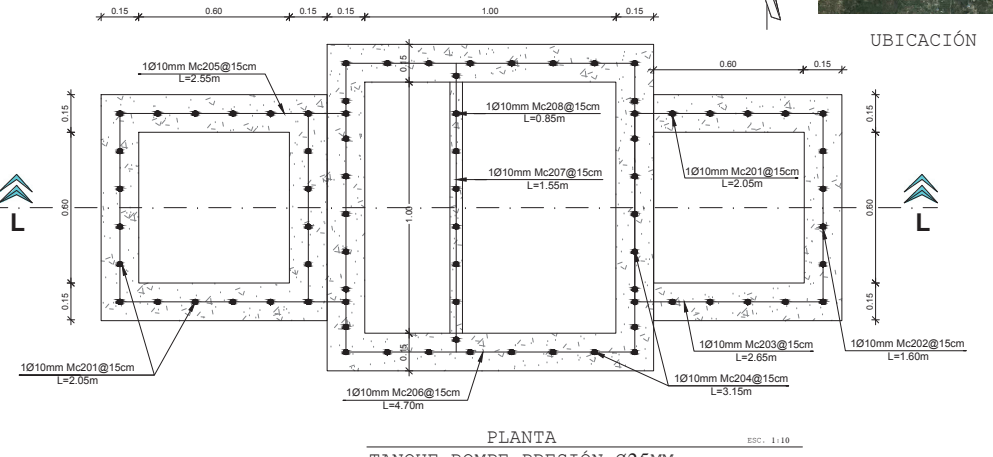 0.15 0.60 0.15 0.15 1.00 0.15
UBICACIÓN
0.60 0.15
1Ø10mm Mc205@15cm
L=2.55m
0.15
0.15
0.15
1Ø10mm Mc208@15cm
L=0.85m
1Ø10mm Mc207@15cm
L=1.55m
1Ø10mm Mc201@15cm
L=2.05m
0.60
1.00
0.60
L
L
0.15
0.15
0.15
1Ø10mm Mc201@15cm
L=2.05m
1Ø10mm Mc203@15cm
L=2.65m
1Ø10mm Mc202@15cm
L=1.60m
1Ø10mm Mc206@15cm
L=4.70m
1Ø10mm Mc204@15cm
L=3.15m
PLANTA
ESC. 1:10
TANQUE ROMPE PRESIÓN Ø25MM